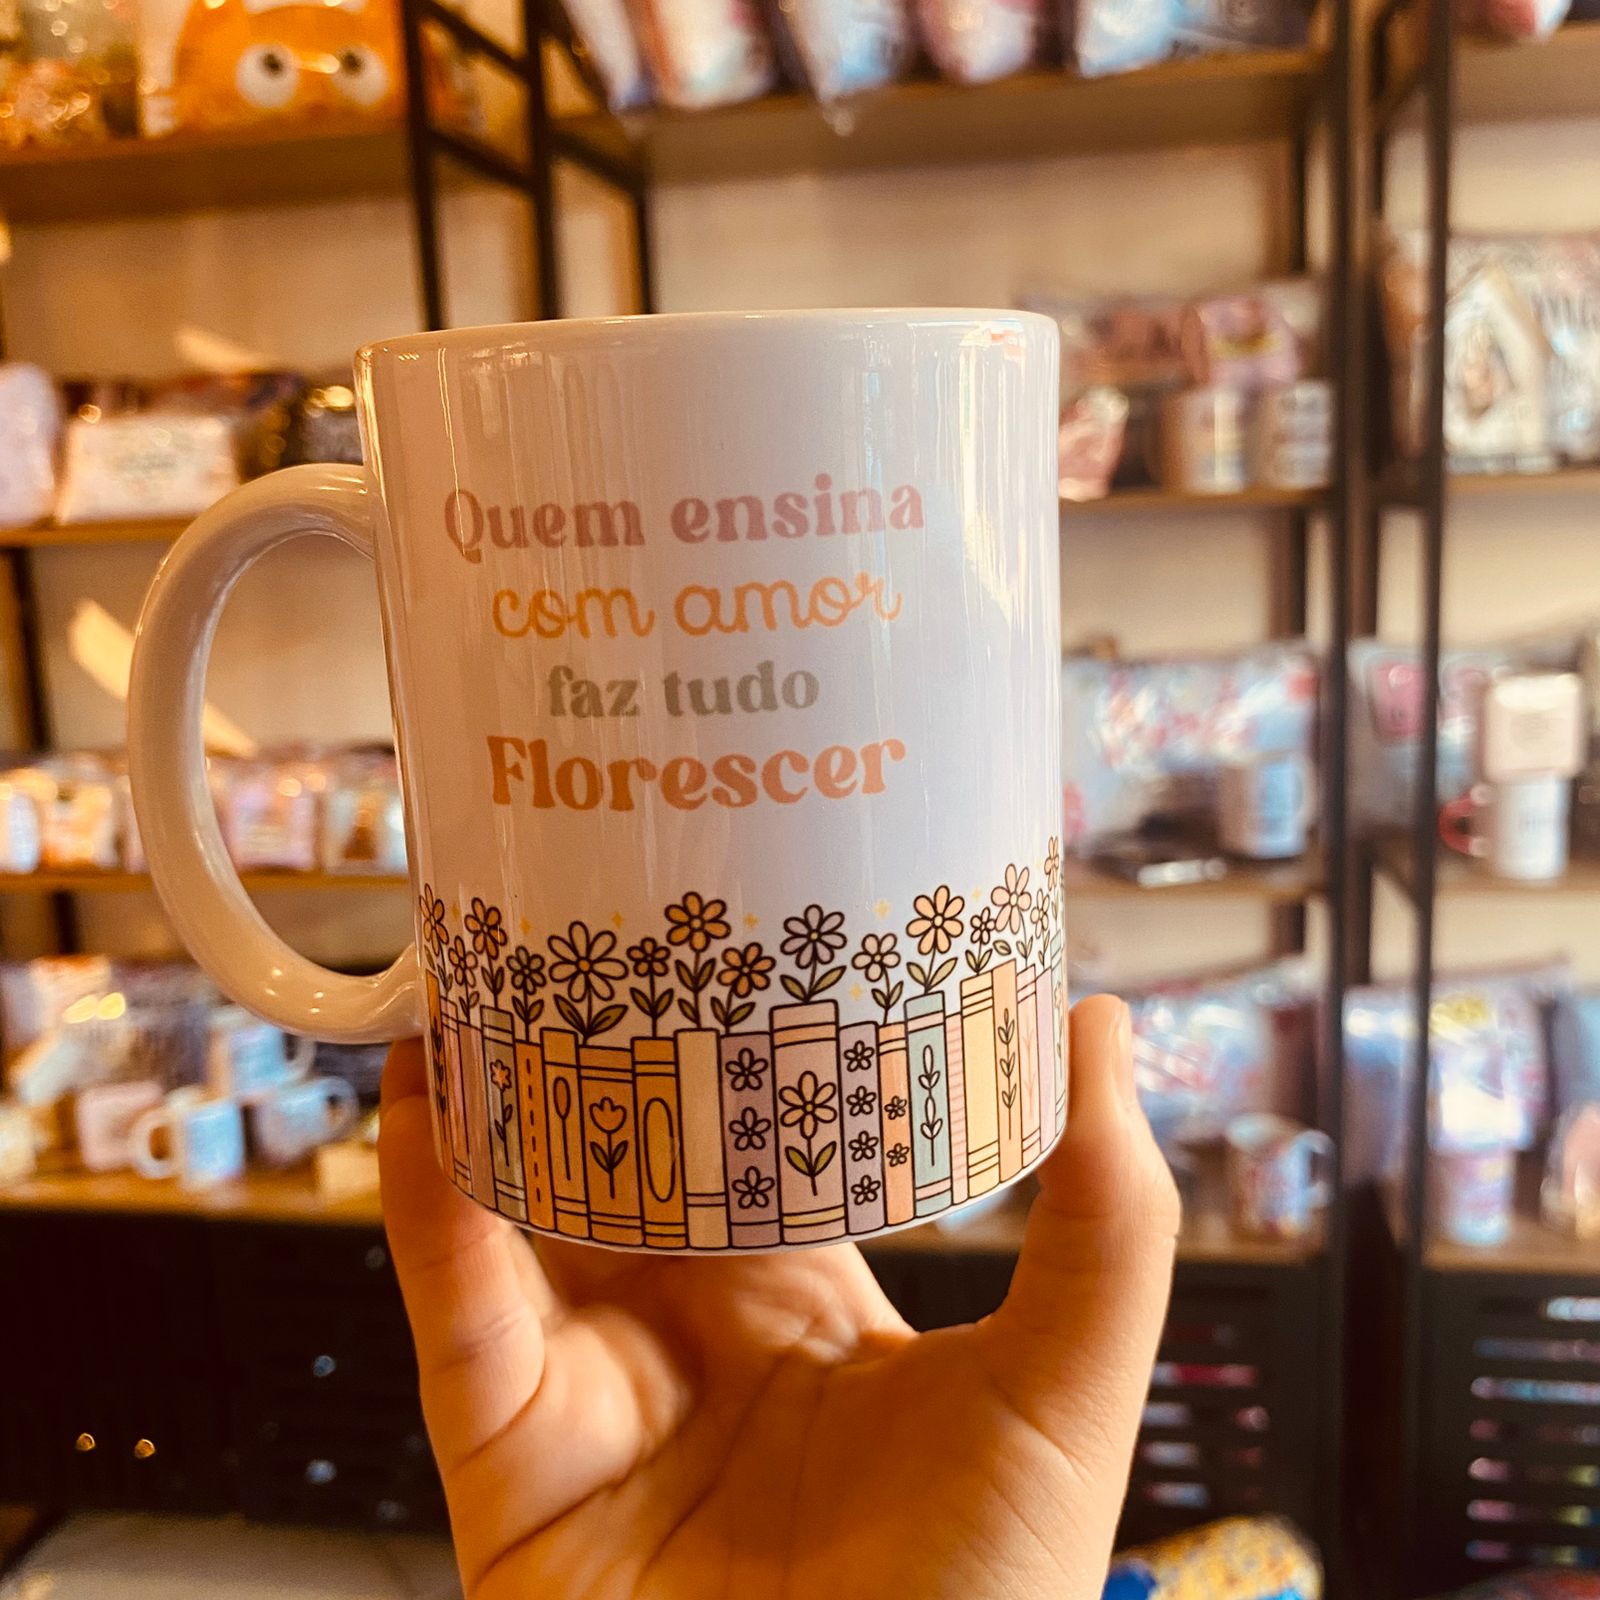 Quem ensina
com amor
faz tudo
Florescer